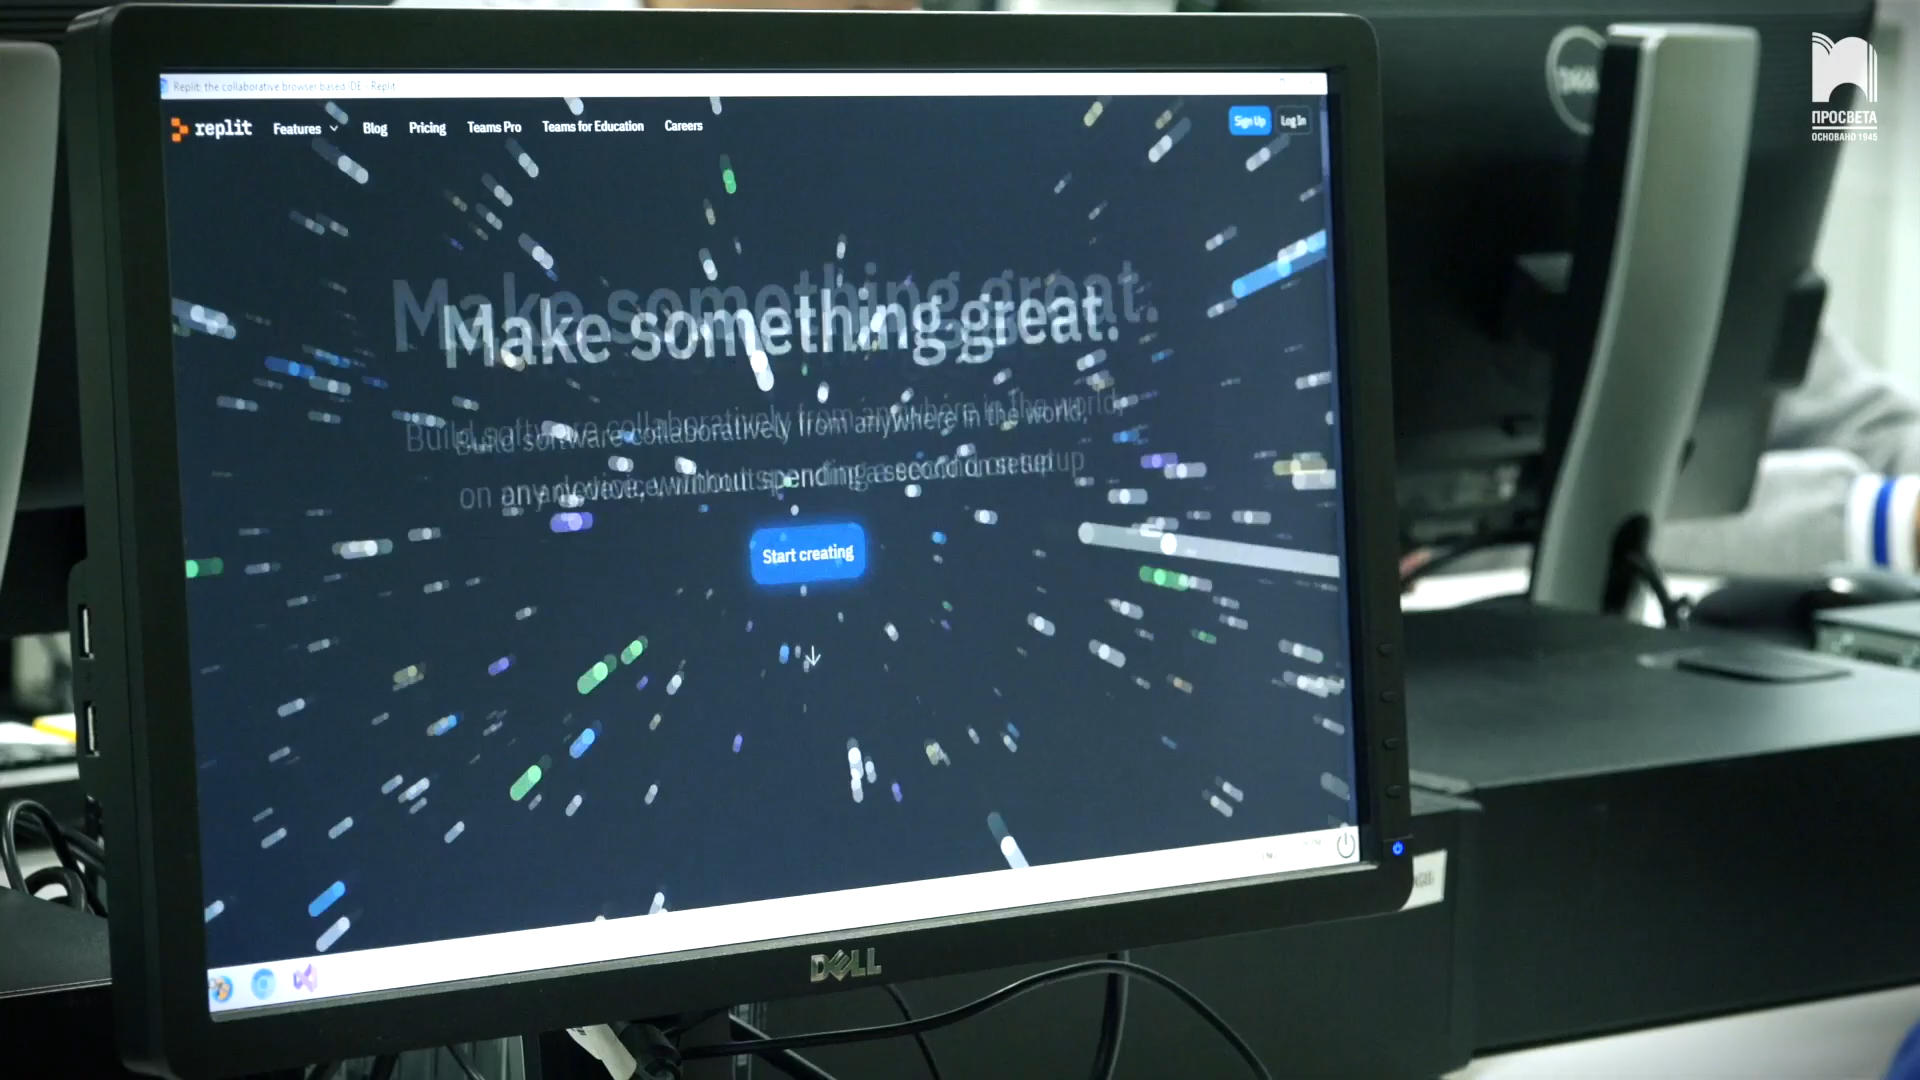 Replit: the collaborative browser based IDE - Replit
replit
Features
Blog
Pricing
Teams Pro
Teams for Education
Careers
Sign Up
Log In
Make something great.
Build software collaboratively from anywhere in the world,
on any device, without spending a second on setup
Start creating
DELL
ПРОСВЕТА
ОСНОВАНО 1945